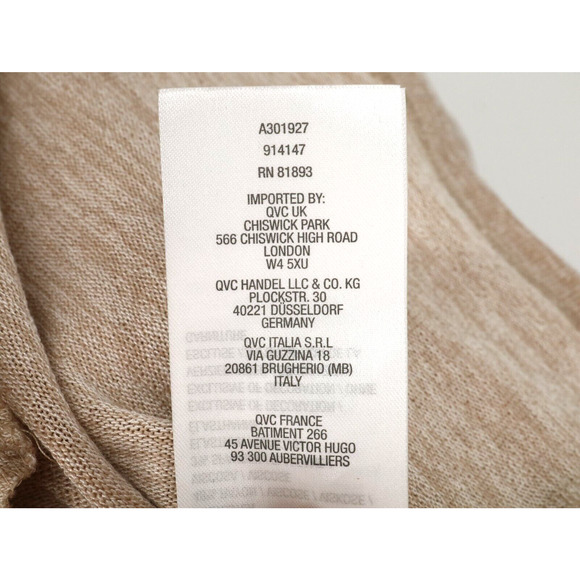 A301927
914147
RN 81893
IMPORTED BY:
QVC UK
CHISWICK PARK
566 CHISWICK HIGH ROAD
LONDON
W4 5XU
QVC HANDEL LLC & CO. KG
PLOCKSTR. 30
40221 DÜSSELDORF
GERMANY
QVC ITALIA S.R.L
VIA GUZZINA 18
20861 BRUGHERIO (MB)
ITALY
QVC FRANCE
BATIMENT 266
45 AVENUE VICTOR HUGO
93 300 AUBERVILLIERS